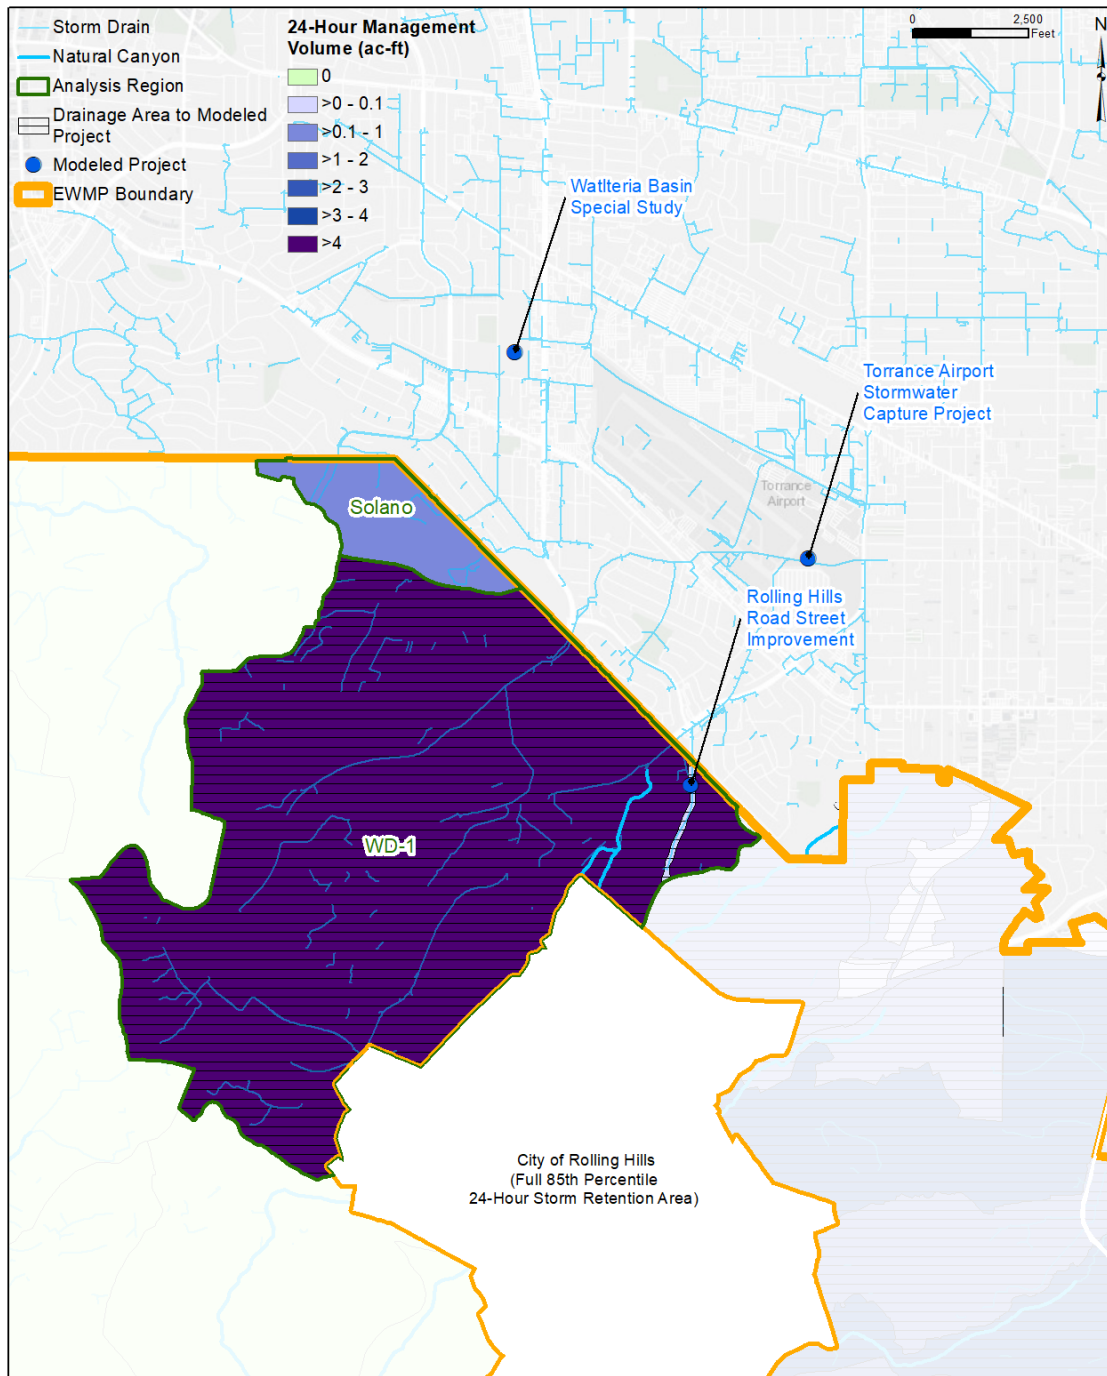 Storm Drain
Natural Canyon
Analysis Region
Drainage Area to Modeled
Project
Modeled Project
EWMP Boundary
24-Hour Management
Volume (ac-ft)
0
>0 - 0.1
>0.1 - 1
>1 - 2
>2 - 3
>3 - 4
>4
0 2,500
Feet
N
Watlteria Basin
Special Study
Torrance Airport
Stormwater
Capture Project
Torrance
Airport
Solano
Rolling Hills
Road Street
Improvement
WD-1
City of Rolling Hills
(Full 85th Percentile
24-Hour Storm Retention Area)